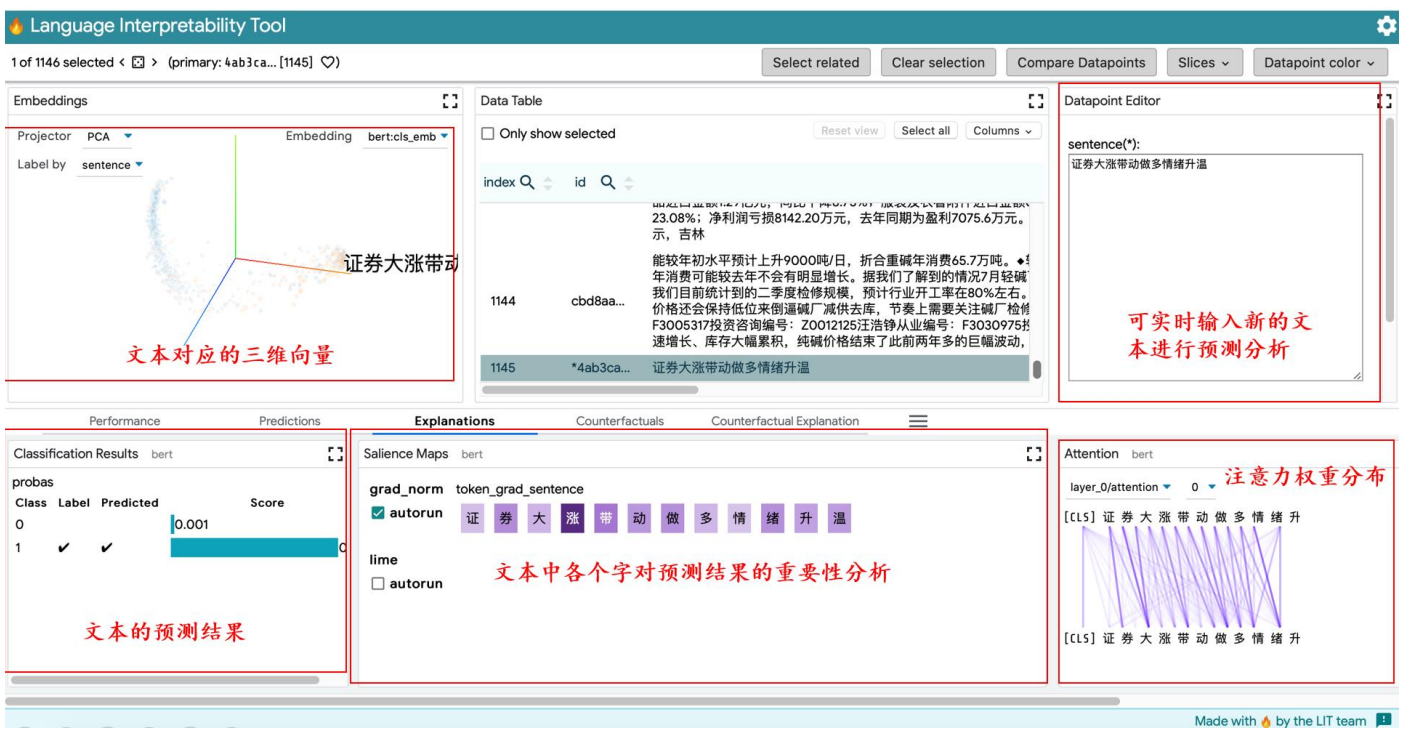 Language Interpretability Tool
1 of 1146 selected < > (primary: 4ab3ca... [1145] ♡)
Select related
Clear selection
Compare Datapoints
Slices
Datapoint color
Embeddings
Projector PCA
Embedding bert:cls_emb
Label by sentence
证券大涨带动
文本对应的三维向量
Data Table
Only show selected
Reset view
Select all
Columns
index
id
23.08%；净利润亏损8142.20万元，去年同期为盈利7075.6万元。
示，吉林
能较年初水平预计上升9000吨/日，折合重碱年消费65.7万吨。◆
年消费可能较去年不会有明显增长。据我们了解到的情况7月轻碱
我们目前统计到的二季度检修规模，预计行业开工率在80%左右。
1144
cbd8aa...
价格还会保持低位来倒逼碱厂减供去库，节奏上需要关注碱厂检修
F3005317投资咨询编号：Z0012125汪浩铮从业编号：F3030975投
速增长、库存大幅累积，纯碱价格结束了此前两年多的巨幅波动，
1145
*4ab3ca...
证券大涨带动做多情绪升温
Datapoint Editor
sentence(*):
证券大涨带动做多情绪升温
可实时输入新的文
本进行预测分析
Performance
Predictions
Explanations
Counterfactuals
Counterfactual Explanation
Classification Results bert
probas
Class Label Predicted Score
0 0.001
1 ✔ ✔ 0
文本的预测结果
Salience Maps bert
grad_norm token_grad_sentence
autorun
证 券 大 涨 带 动 做 多 情 绪 升 温
lime
autorun
文本中各个字对预测结果的重要性分析
Attention bert
layer_0/attention 0
注意力权重分布
[CLS] 证 券 大 涨 带 动 做 多 情 绪 升
[CLS] 证 券 大 涨 带 动 做 多 情 绪 升
Made with 🔥 by the LIT team